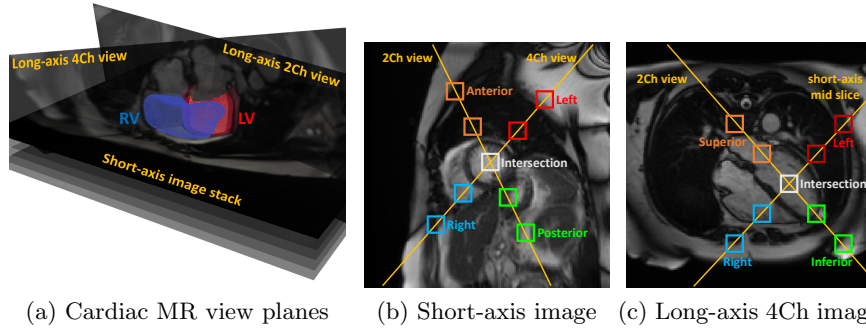 Long-axis 4Ch view
Long-axis 2Ch view
RV
LV
Short-axis image stack
2Ch view
4Ch view
Anterior
Left
Intersection
Right
Posterior
2Ch view
short-axis
mid slice
Superior
Left
Intersection
Right
Inferior
(a) Cardiac MR view planes
(b) Short-axis image
(c) Long-axis 4Ch imag